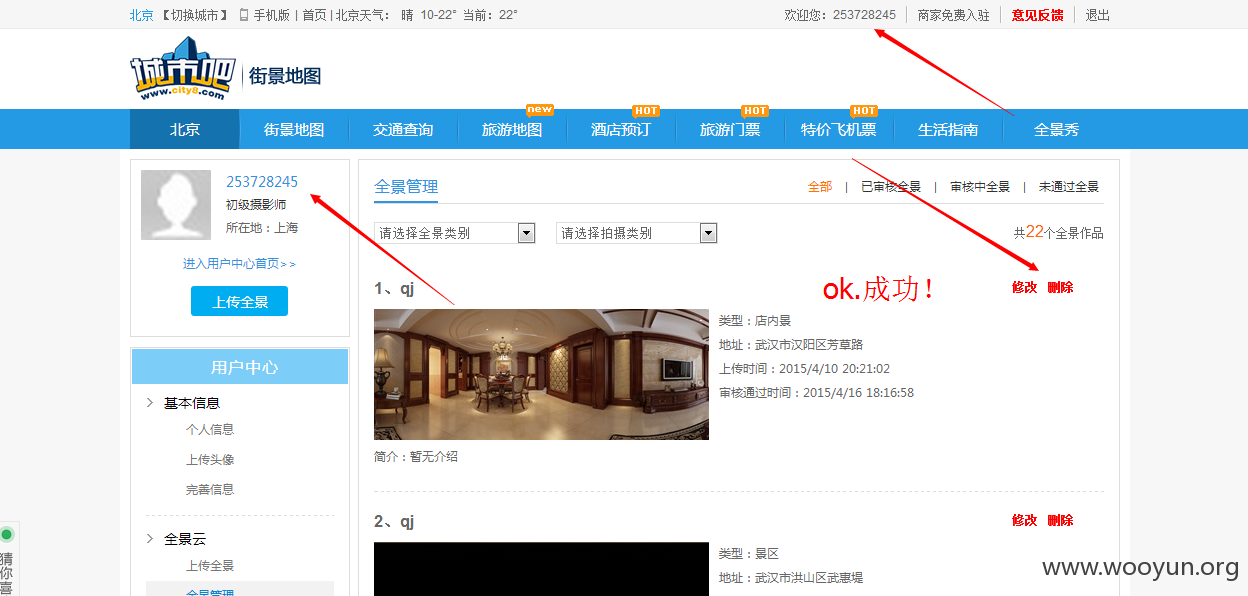 北京 【切换城市】 手机版 | 首页 | 北京天气： 晴 10-22° 当前：22° 欢迎您：253728245 商家免费入驻 意见反馈 退出
城市吧 街景地图
www.city8.com
new HOT HOT HOT
北京 街景地图 交通查询 旅游地图 酒店预订 旅游门票 特价飞机票 生活指南 全景秀
253728245
初级摄影师
所在地：上海
进入用户中心首页>>
上传全景
用户中心
基本信息
个人信息
上传头像
完善信息
全景云
上传全景
全景管理
猜你喜
全景管理 全部 | 已审核全景 | 审核中全景 | 未通过全景
请选择全景类别 请选择拍摄类别 共22个全景作品
1、qj ok.成功！ 修改 删除
类型：店内景
地址：武汉市汉阳区芳草路
上传时间：2015/4/10 20:21:02
审核通过时间：2015/4/16 18:16:58
简介：暂无介绍
2、qj 修改 删除
类型：景区
地址：武汉市洪山区武惠堤
www.wooyun.org